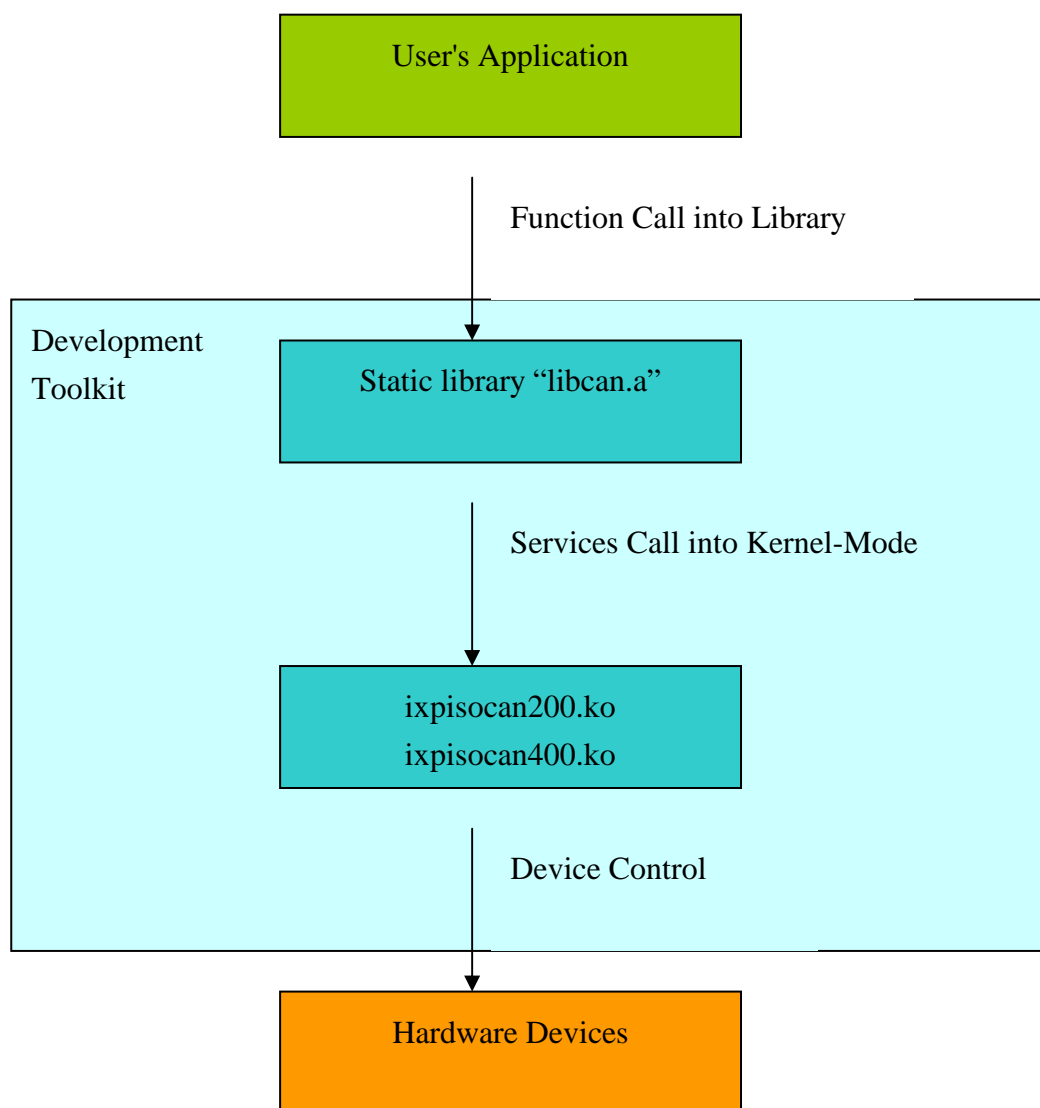 User's Application
Function Call into Library
Development
Toolkit
Static library “libcan.a”
Services Call into Kernel-Mode
ixpisocan200.ko
ixpisocan400.ko
Device Control
Hardware Devices